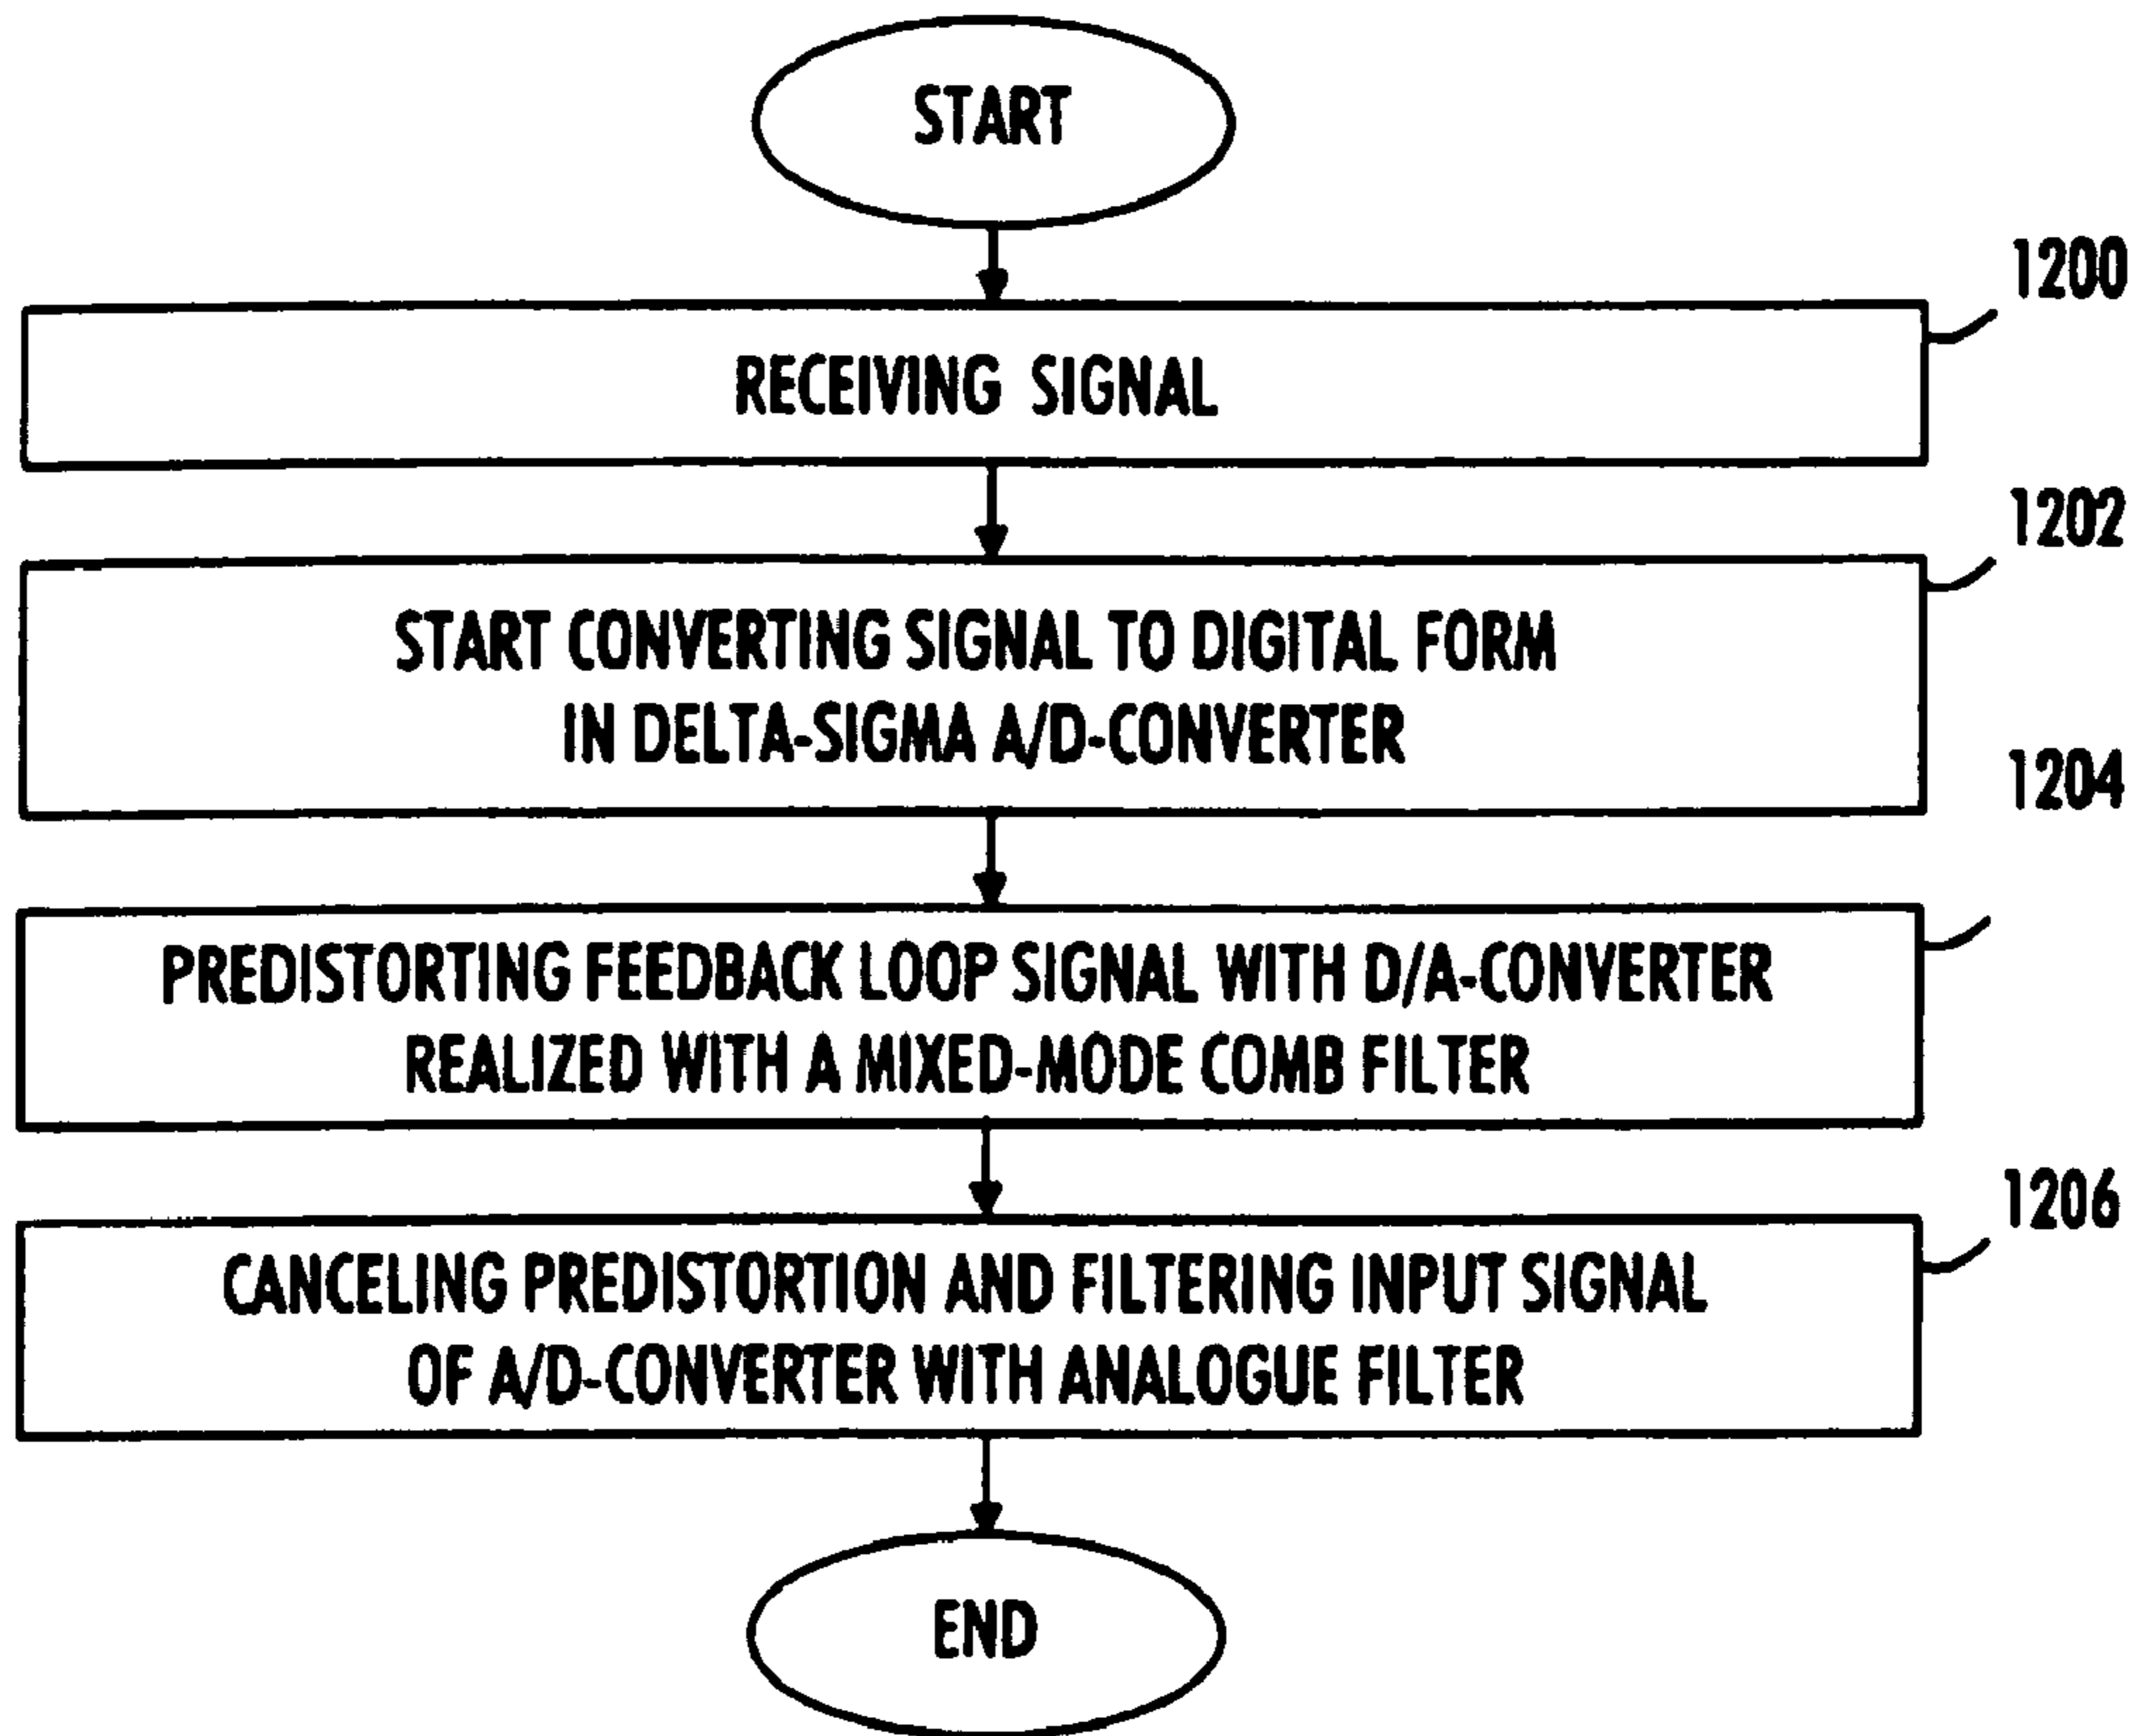 START
1200
RECEIVING SIGNAL
1202
START CONVERTING SIGNAL TO DIGITAL FORM
IN DELTA-SIGMA A/D-CONVERTER
1204
PREDISTORTING FEEDBACK LOOP SIGNAL WITH D/A-CONVERTER
REALIZED WITH A MIXED-MODE COMB FILTER
1206
CANCELING PREDISTORTION AND FILTERING INPUT SIGNAL
OF A/D-CONVERTER WITH ANALOGUE FILTER
END